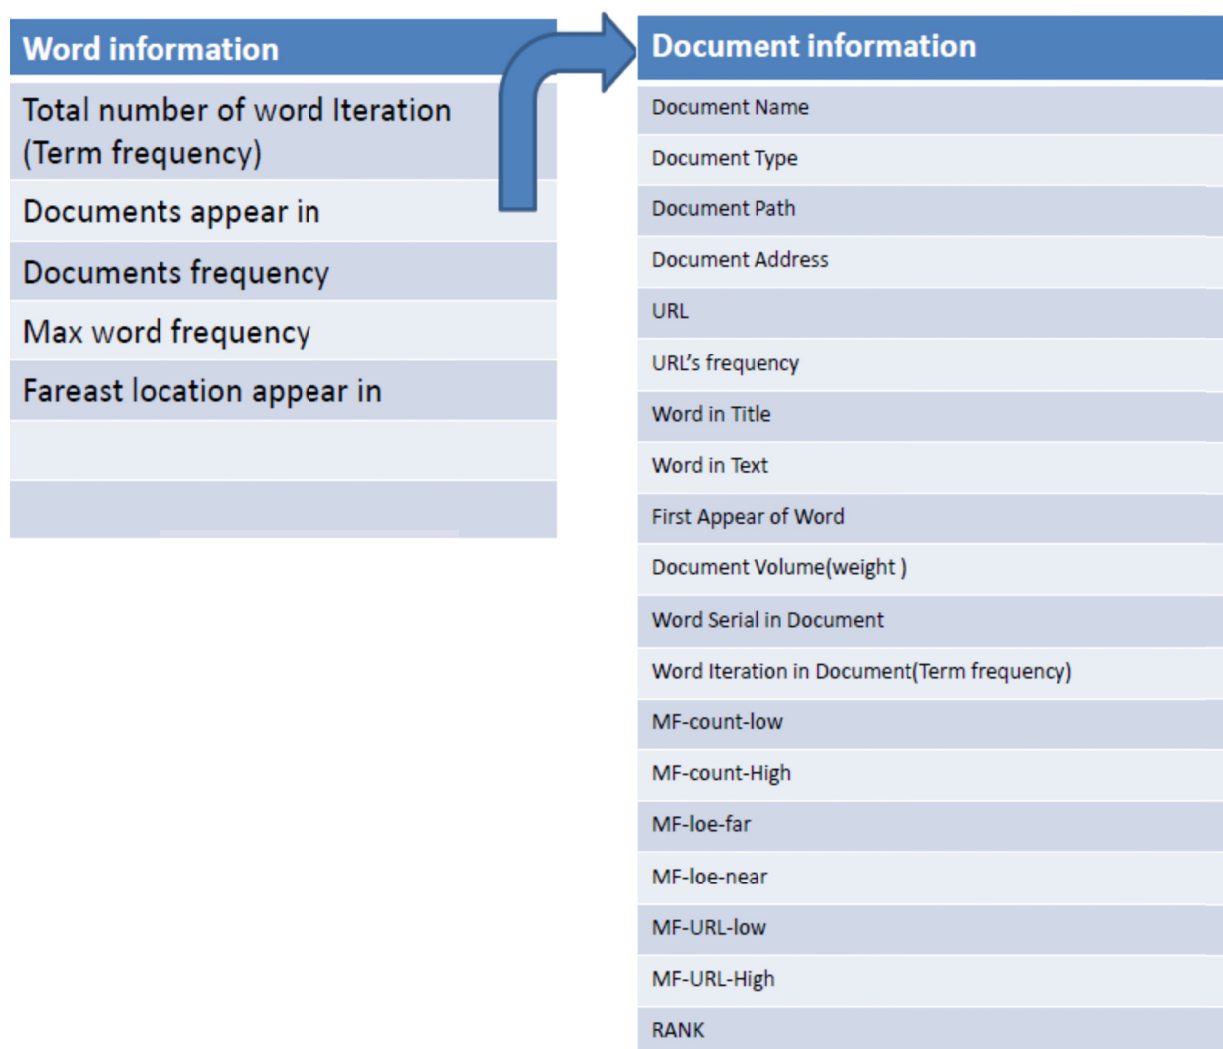 Word information
Total number of word Iteration
(Term frequency)
Documents appear in
Documents frequency
Max word frequency
Fareast location appear in
Document information
Document Name
Document Type
Document Path
Document Address
URL
URL’s frequency
Word in Title
Word in Text
First Appear of Word
Document Volume(weight )
Word Serial in Document
Word Iteration in Document(Term frequency)
MF-count-low
MF-count-High
MF-loe-far
MF-loe-near
MF-URL-low
MF-URL-High
RANK